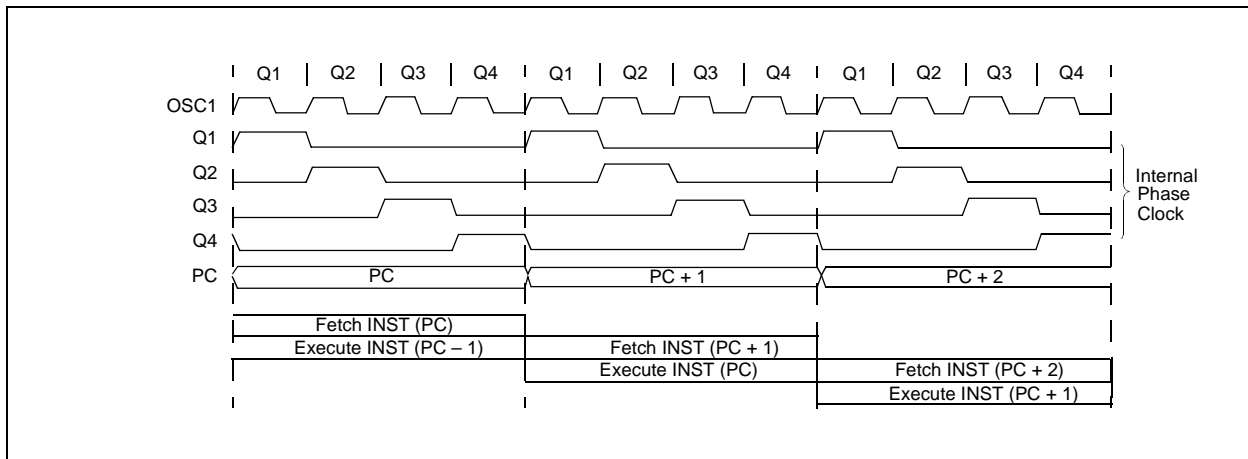 Q1 Q2 Q3 Q4 Q1 Q2 Q3 Q4 Q1 Q2 Q3 Q4
OSC1
Q1
Q2
Q3
Q4
Internal
Phase
Clock
PC PC PC + 1 PC + 2
Fetch INST (PC)
Execute INST (PC – 1) Fetch INST (PC + 1)
Execute INST (PC) Fetch INST (PC + 2)
Execute INST (PC + 1)